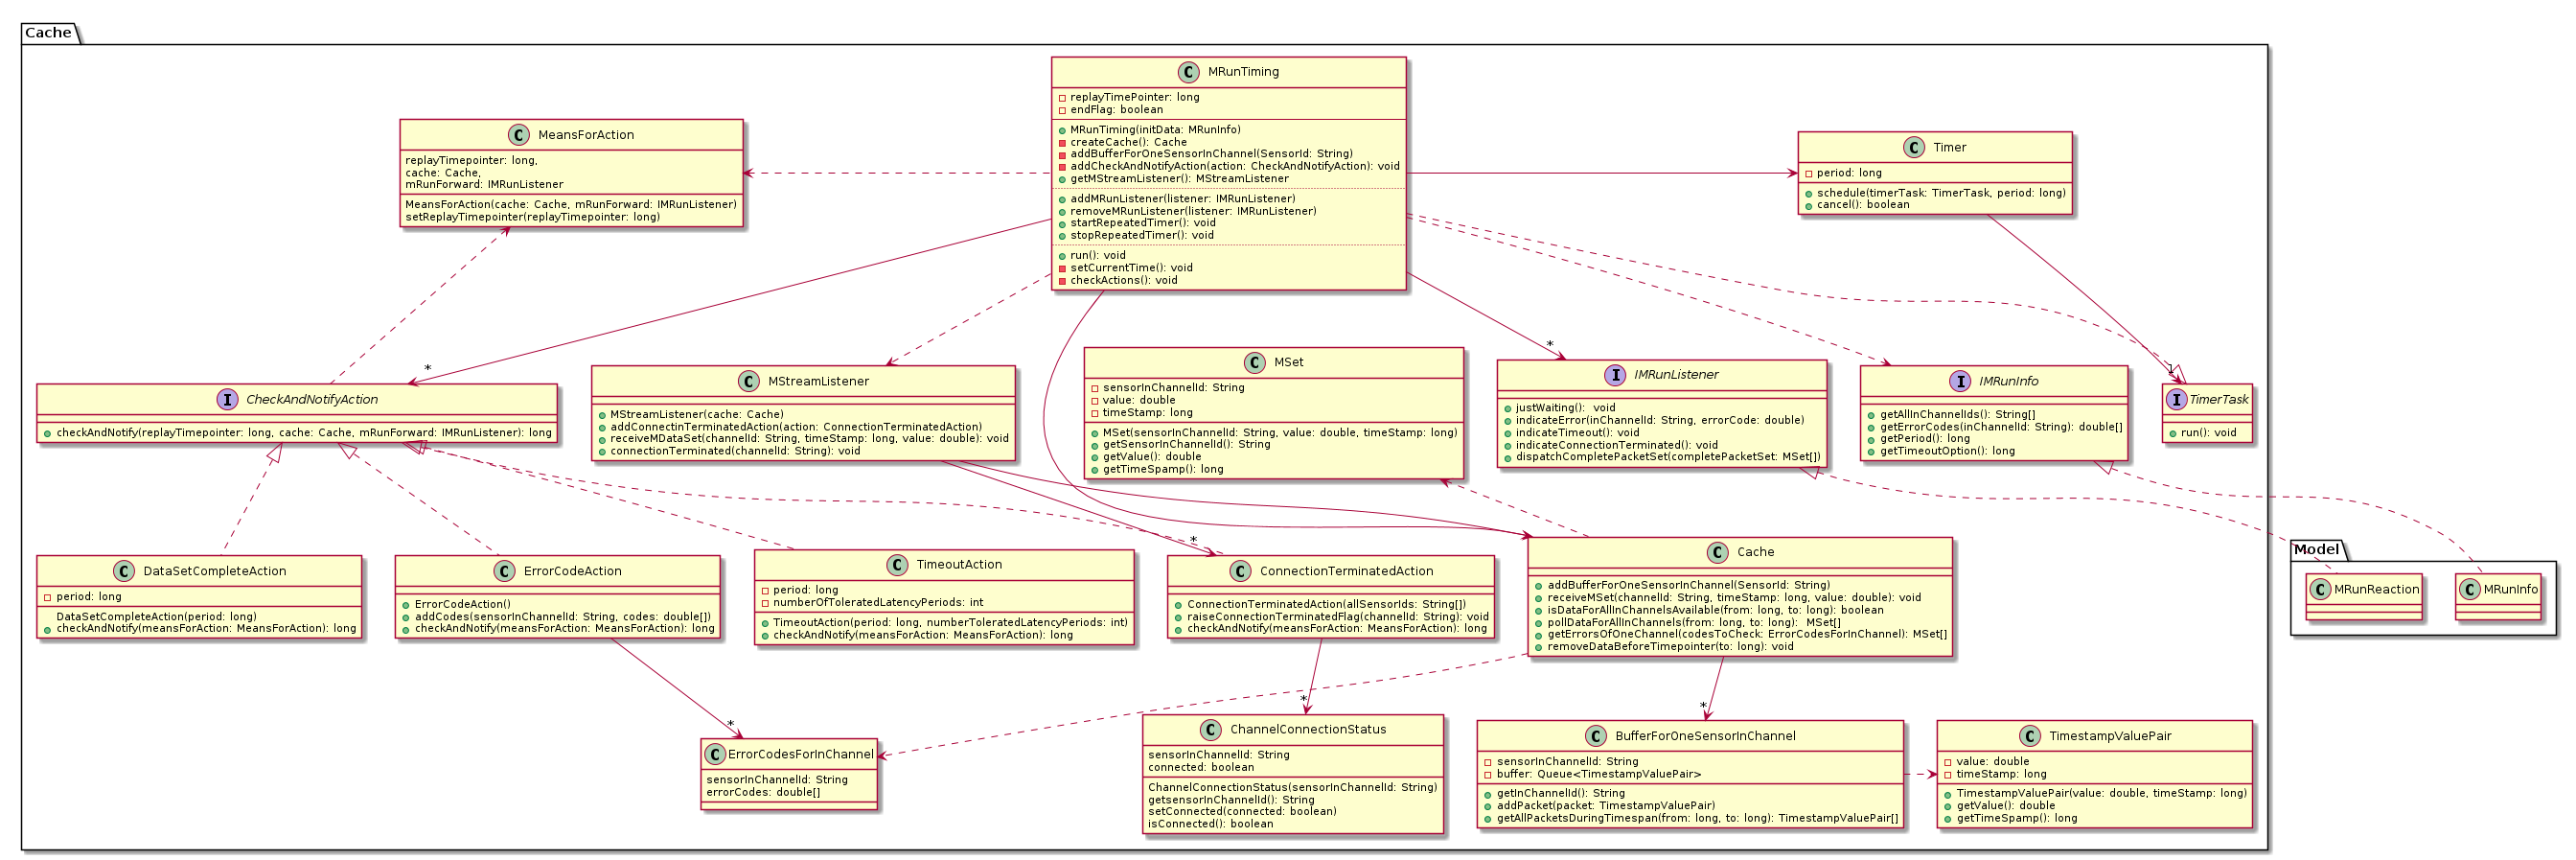 Cache
C MRunTiming
replayTimePointer: long
endFlag: boolean
MRunTiming(initData: MRunInfo)
createCache(): Cache
addBufferForOneSensorInChannel(SensorId: String)
addCheckAndNotifyAction(action: CheckAndNotifyAction): void
getMStreamListener(): MStreamListener
addMRunListener(listener: IMRunListener)
removeMRunListener(listener: IMRunListener)
startRepeatedTimer(): void
stopRepeatedTimer(): void
run(): void
setCurrentTime(): void
checkActions(): void
C MeansForAction
replayTimepointer: long,
cache: Cache,
mRunForward: IMRunListener
MeansForAction(cache: Cache, mRunForward: IMRunListener)
setReplayTimepointer(replayTimepointer: long)
C Timer
period: long
schedule(timerTask: TimerTask, period: long)
cancel(): boolean
*
*
1
I CheckAndNotifyAction
checkAndNotify(replayTimepointer: long, cache: Cache, mRunForward: IMRunListener): long
C MStreamListener
MStreamListener(cache: Cache)
addConnectinTerminatedAction(action: ConnectionTerminatedAction)
receiveMDataSet(channelId: String, timeStamp: long, value: double): void
connectionTerminated(channelId: String): void
C MSet
sensorInChannelId: String
value: double
timeStamp: long
MSet(sensorInChannelId: String, value: double, timeStamp: long)
getSensorInChannelId(): String
getValue(): double
getTimeSpamp(): long
I IMRunListener
justWaiting():  void
indicateError(inChannelId: String, errorCode: double)
indicateTimeout(): void
indicateConnectionTerminated(): void
dispatchCompletePacketSet(completePacketSet: MSet[])
I IMRunInfo
getAllInChannelIds(): String[]
getErrorCodes(inChannelId: String): double[]
getPeriod(): long
getTimeoutOption(): long
I TimerTask
run(): void
*
C DataSetCompleteAction
period: long
DataSetCompleteAction(period: long)
checkAndNotify(meansForAction: MeansForAction): long
C ErrorCodeAction
ErrorCodeAction()
addCodes(sensorInChannelId: String, codes: double[])
checkAndNotify(meansForAction: MeansForAction): long
C TimeoutAction
period: long
numberOfToleratedLatencyPeriods: int
TimeoutAction(period: long, numberToleratedLatencyPeriods: int)
checkAndNotify(meansForAction: MeansForAction): long
C ConnectionTerminatedAction
ConnectionTerminatedAction(allSensorIds: String[])
raiseConnectionTerminatedFlag(channelId: String): void
checkAndNotify(meansForAction: MeansForAction): long
C Cache
addBufferForOneSensorInChannel(SensorId: String)
receiveMSet(channelId: String, timeStamp: long, value: double): void
isDataForAllInChannelsAvailable(from: long, to: long): boolean
pollDataForAllInChannels(from: long, to: long):  MSet[]
getErrorsOfOneChannel(codesToCheck: ErrorCodesForInChannel): MSet[]
removeDataBeforeTimepointer(to: long): void
Model
C MRunReaction
C MRunInfo
*
*
*
C ErrorCodesForInChannel
sensorInChannelId: String
errorCodes: double[]
C ChannelConnectionStatus
sensorInChannelId: String
connected: boolean
ChannelConnectionStatus(sensorInChannelId: String)
getsensorInChannelId(): String
setConnected(connected: boolean)
isConnected(): boolean
C BufferForOneSensorInChannel
sensorInChannelId: String
buffer: Queue<TimestampValuePair>
getInChannelId(): String
addPacket(packet: TimestampValuePair)
getAllPacketsDuringTimespan(from: long, to: long): TimestampValuePair[]
C TimestampValuePair
value: double
timeStamp: long
TimestampValuePair(value: double, timeStamp: long)
getValue(): double
getTimeSpamp(): long